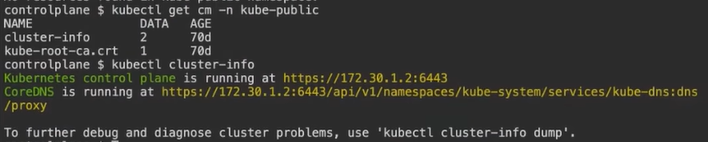 controlplane $ kubectl get cm -n kube-public
NAME DATA AGE
cluster-info 2 70d
kube-root-ca.crt 1 70d
controlplane $ kubectl cluster-info
Kubernetes control plane is running at https://172.30.1.2:6443
CoreDNS is running at https://172.30.1.2:6443/api/v1/namespaces/kube-system/services/kube-dns:dns
/proxy

To further debug and diagnose cluster problems, use 'kubectl cluster-info dump'.